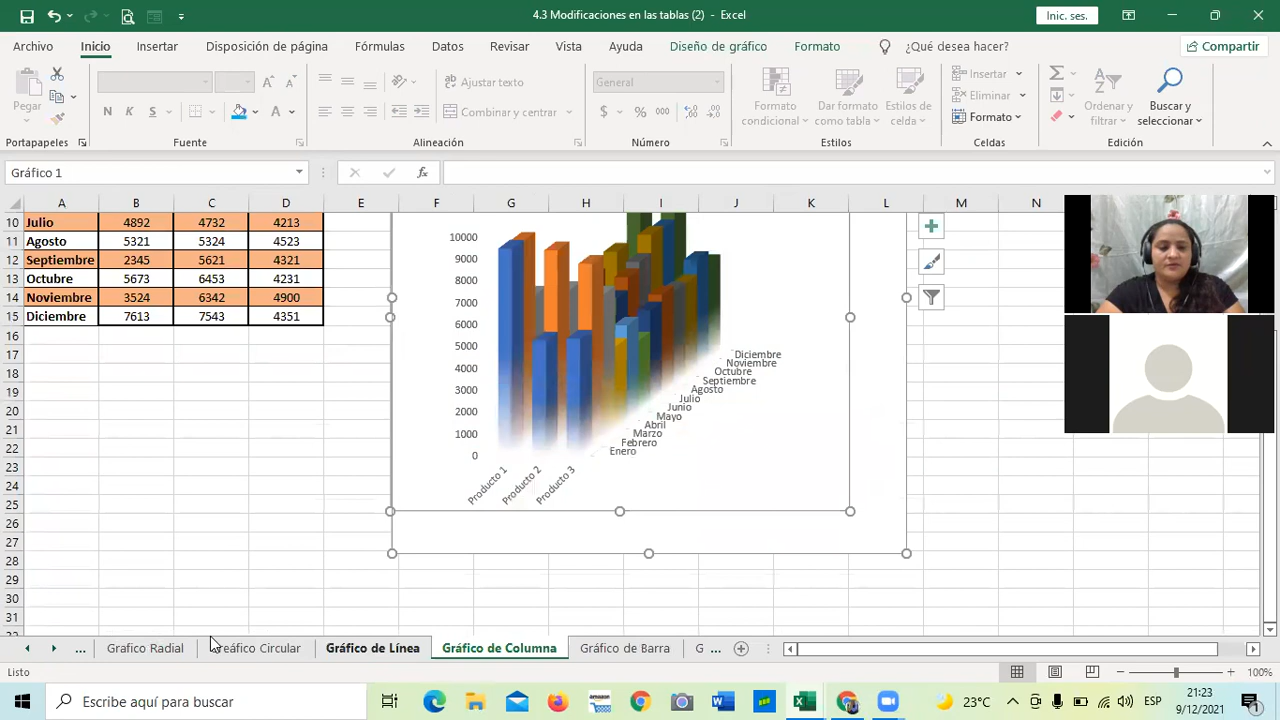 4.3 Modificaciones en las tablas (2) - Excel
Inic. ses.
Archivo Inicio Insertar Disposición de página Fórmulas Datos Revisar Vista Ayuda Diseño de gráfico Formato ¿Qué desea hacer? Compartir
Pegar
N K S
Ajustar texto
Combinar y centrar
General
$ % 000
Formato condicional
Dar formato como tabla
Estilos de celda
Insertar
Eliminar
Formato
Ordenar y filtrar
Buscar y seleccionar
Portapapeles Fuente Alineación Número Estilos Celdas Edición
Gráfico 1
fx
A B C D E F G H I J K L M N
10 Julio 4892 4732 4213
11 Agosto 5321 5324 4523
12 Septiembre 2345 5621 4321
13 Octubre 5673 6453 4231
14 Noviembre 3524 6342 4900
15 Diciembre 7613 7543 4351
16
17
18
19
20
21
22
23
24
25
26
27
28
29
30
31
10000
9000
8000
7000
6000
5000
4000
3000
2000
1000
0
Diciembre
Noviembre
Octubre
Septiembre
Agosto
Julio
Junio
Mayo
Abril
Marzo
Febrero
Enero
Producto 1
Producto 2
Producto 3
... Grafico Radial Gráfico Circular Gráfico de Línea Gráfico de Columna Gráfico de Barra G ...
Listo
100%
Escribe aquí para buscar
23°C
ESP
21:23
9/12/2021